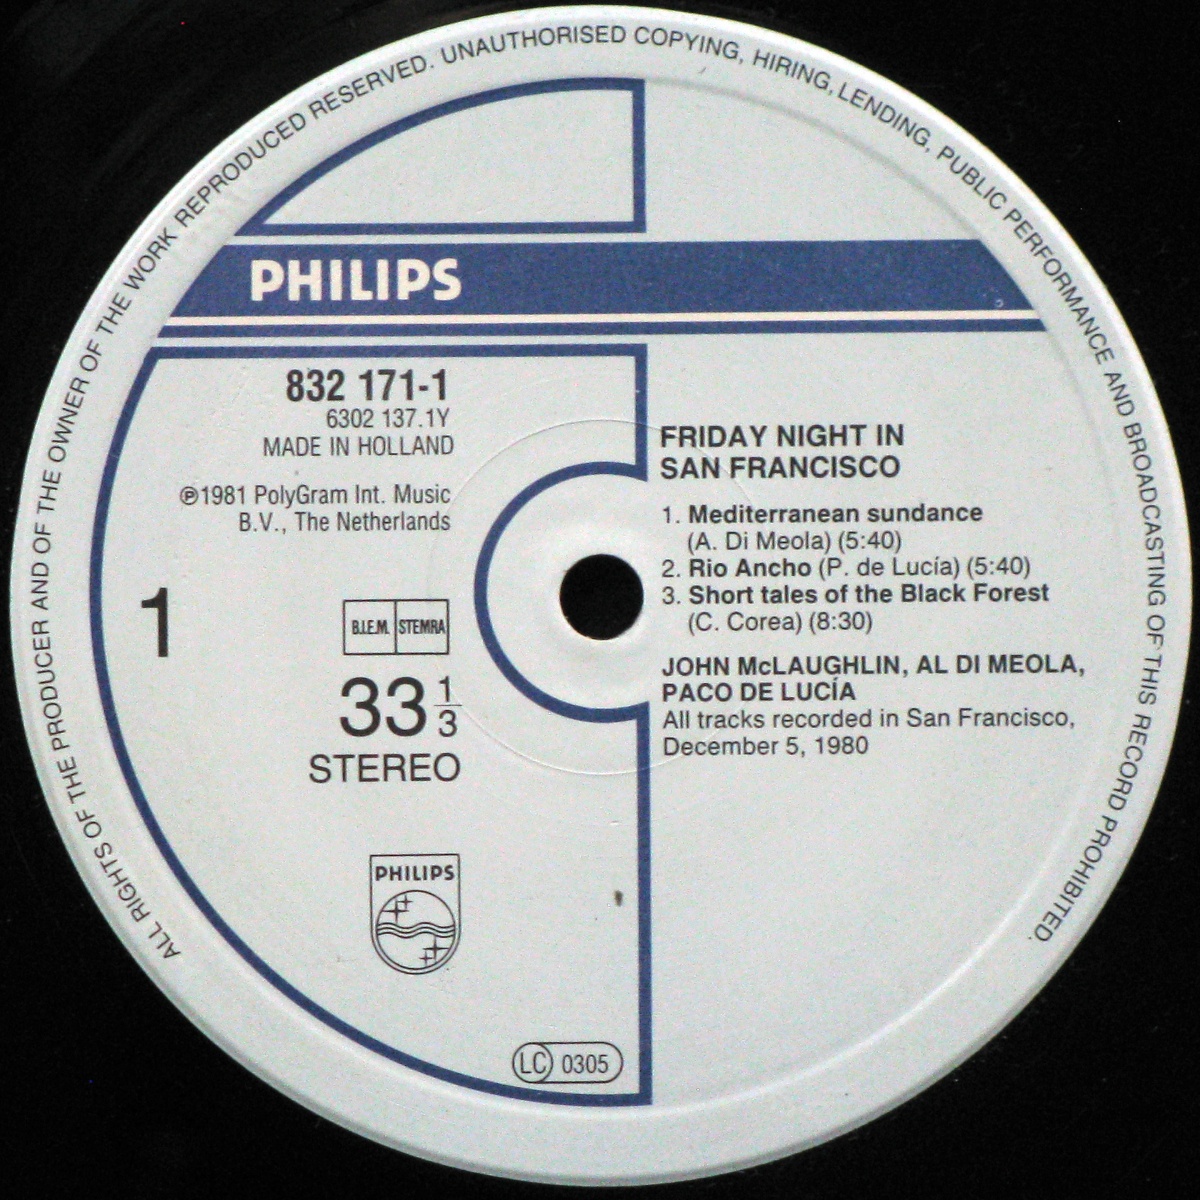 ALL RIGHTS OF THE PRODUCER AND OF THE OWNER OF THE WORK REPRODUCED RESERVED. UNAUTHORISED COPYING, HIRING, LENDING, PUBLIC PERFORMANCE AND BROADCASTING OF THIS RECORD PROHIBITED.
PHILIPS
832 171-1
6302 137.1Y
MADE IN HOLLAND
℗1981 PolyGram Int. Music
B.V., The Netherlands
1
B.I.E.M. STEMRA
33 1/3
STEREO
PHILIPS
LC 0305
FRIDAY NIGHT IN
SAN FRANCISCO
1. Mediterranean sundance
(A. Di Meola) (5:40)
2. Rio Ancho (P. de Lucía) (5:40)
3. Short tales of the Black Forest
(C. Corea) (8:30)
JOHN McLAUGHLIN, AL DI MEOLA,
PACO DE LUCÍA
All tracks recorded in San Francisco,
December 5, 1980